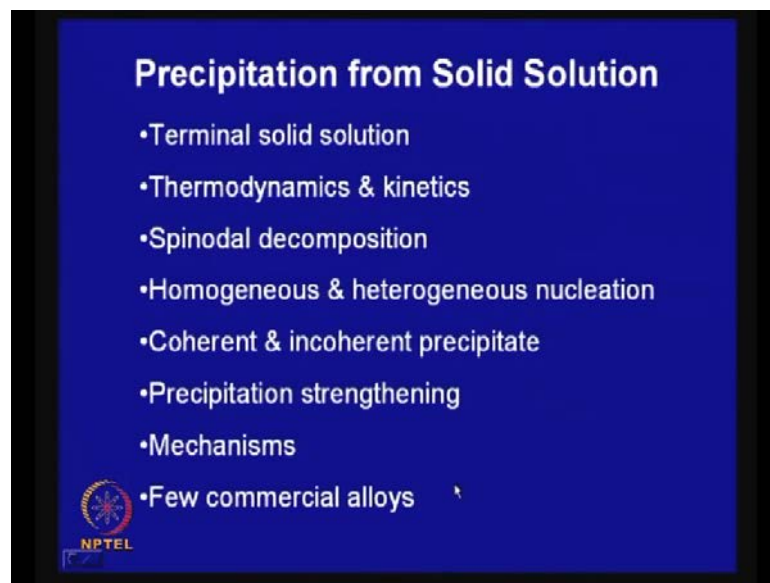 Precipitation from Solid Solution
•Terminal solid solution
•Thermodynamics & kinetics
•Spinodal decomposition
•Homogeneous & heterogeneous nucleation
•Coherent & incoherent precipitate
•Precipitation strengthening
•Mechanisms
•Few commercial alloys
NPTEL